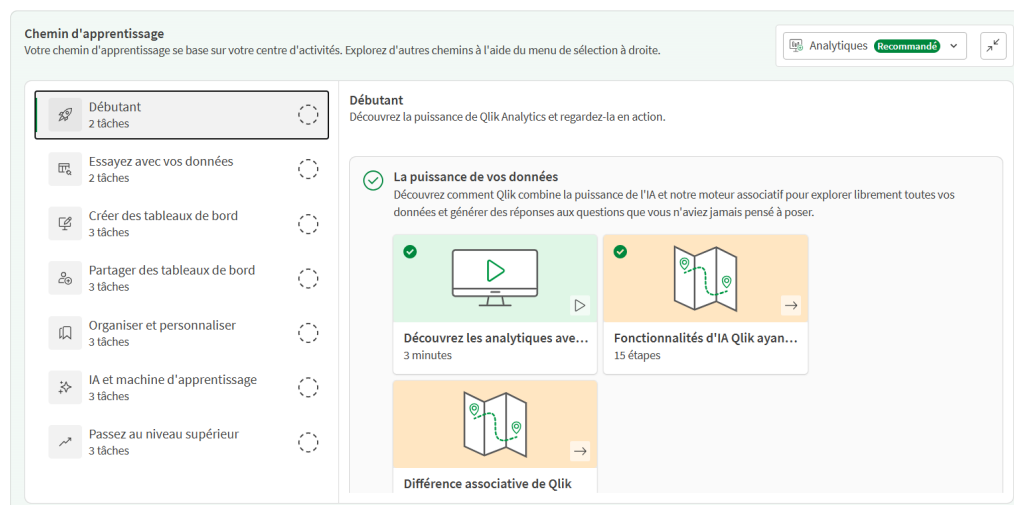 Chemin d'apprentissage
Votre chemin d'apprentissage se base sur votre centre d'activités. Explorez d'autres chemins à l'aide du menu de sélection à droite.
Analytiques Recommandé
Débutant
2 tâches
Essayez avec vos données
2 tâches
Créer des tableaux de bord
3 tâches
Partager des tableaux de bord
3 tâches
Organiser et personnaliser
3 tâches
IA et machine d'apprentissage
3 tâches
Passez au niveau supérieur
3 tâches
Débutant
Découvrez la puissance de Qlik Analytics et regardez-la en action.
La puissance de vos données
Découvrez comment Qlik combine la puissance de l'IA et notre moteur associatif pour explorer librement toutes vos
données et générer des réponses aux questions que vous n'aviez jamais pensé à poser.
Découvrez les analytiques ave...
3 minutes
Fonctionnalités d'IA Qlik ayan...
15 étapes
Différence associative de Qlik